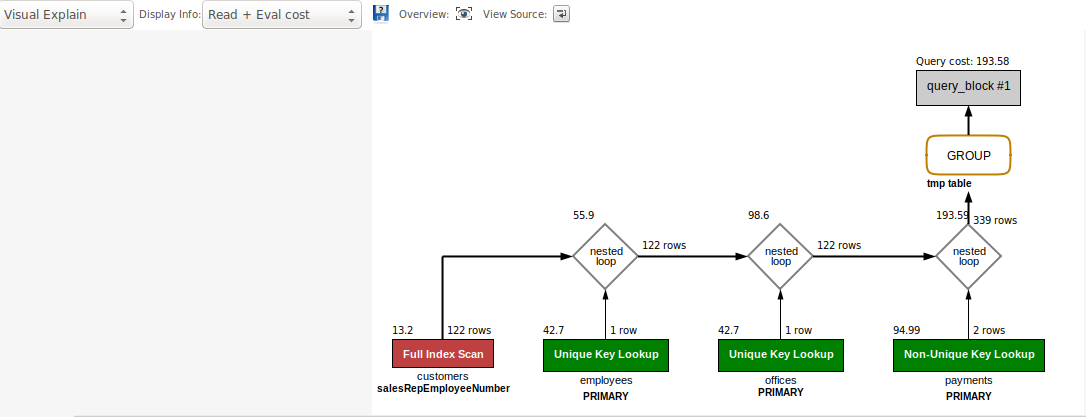 Visual Explain
Display Info:
Read + Eval cost
Overview:
View Source:
Query cost: 193.58
query_block #1
GROUP
tmp table
55.9
98.6
193.59
339 rows
nested
loop
122 rows
nested
loop
122 rows
nested
loop
13.2
122 rows
42.7
1 row
42.7
1 row
94.99
2 rows
Full Index Scan
Unique Key Lookup
Unique Key Lookup
Non-Unique Key Lookup
customers
employees
offices
payments
salesRepEmployeeNumber
PRIMARY
PRIMARY
PRIMARY